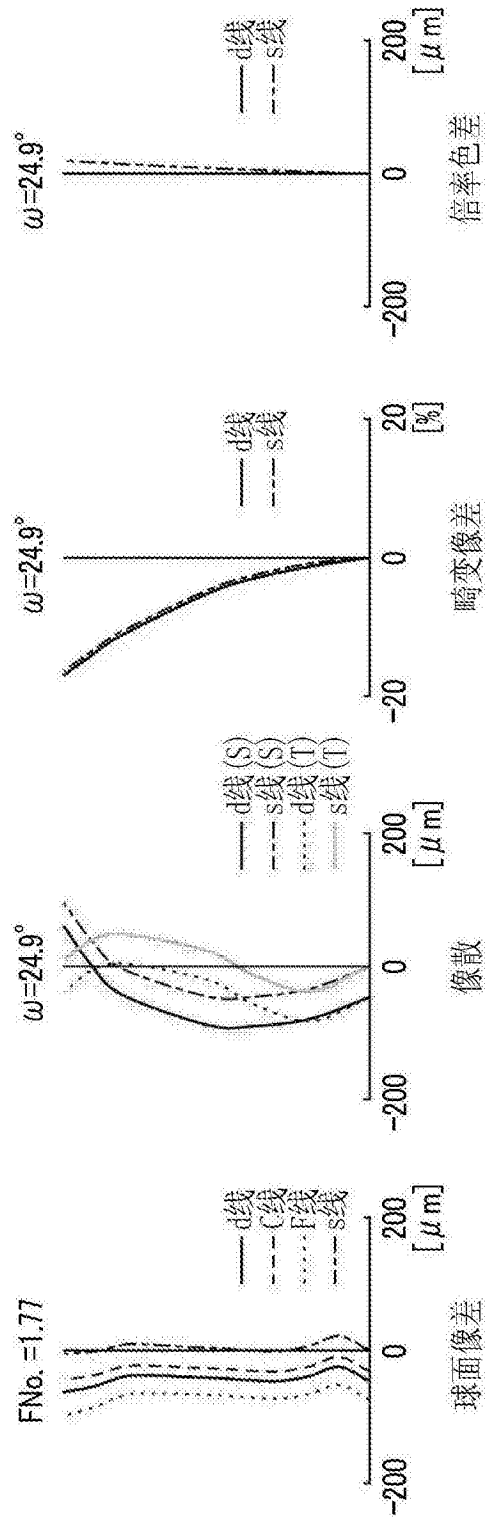 FNo. =1.77
d线
C线
F线
s线
-200
0
200
[μm]
球面像差
ω=24.9°
d线(S)
s线(S)
d线(T)
s线(T)
-200
0
200
[μm]
像散
ω=24.9°
d线
s线
-20
0
20
[%]
畸变像差
ω=24.9°
d线
s线
-200
0
200
[μm]
倍率色差